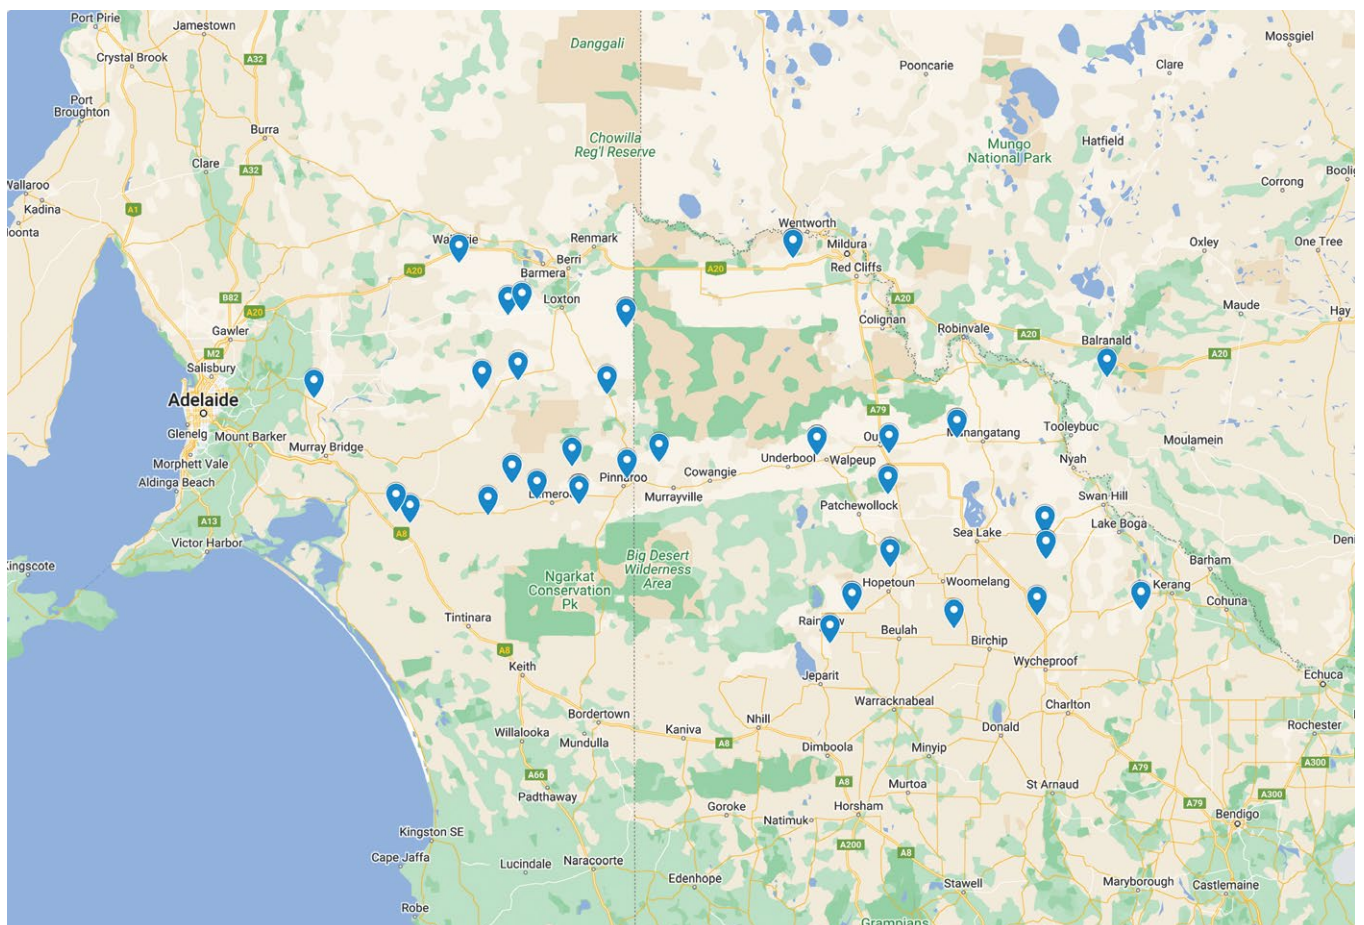 Port Pirie
Jamestown
Danggali
Mossgiel
Crystal Brook
A32
Pooncarie
Clare
Port
Broughton
Burra
Chowilla
Reg'l Reserve
Mungo
National Park
Hatfield
Clare
A32
Wallaroo
Kadina
A1
Corrong
Wentworth
Renmark
Mildura
Oxley
One Tree
Berri
Barmera
A20
A20
Red Cliffs
B82
A20
Loxton
A20
Maude
Hay
Colignan
Robinvale
A20
Gawler
Balranald
A20
M2
Salisbury
Adelaide
A79
Glenelg
Mount Barker
Murray Bridge
Tooleybuc
Moulamein
Morphett Vale
Underbool
Walpeup
Nyah
Aldinga Beach
Pinnaroo
Cowangie
Murrayville
Swan Hill
Patchewollock
Lake Boga
A13
A8
Sea Lake
Victor Harbor
Kingscote
Big Desert
Wilderness
Area
Barham
Ngarkat
Conservation
Pk
Hopetoun
Woomelang
Kerang
Cohuna
Tintinara
Beulah
Birchip
A8
Keith
Wycheproof
Jeparit
Echuca
Warracknabeal
Charlton
Bordertown
Nhill
Kaniva
Donald
Rochester
Willalooka
Mundulla
A8
Dimboola
Minyip
A300
A66
A79
A8
Murtoa
St Arnaud
Padthaway
A300
A79
Goroke
Horsham
Natimuk
Bendigo
Kingston SE
A200
A8
Cape Jaffa
Lucindale
Naracoorte
Edenhope
Stawell
Maryborough
Castlemaine
Robe
Grampians